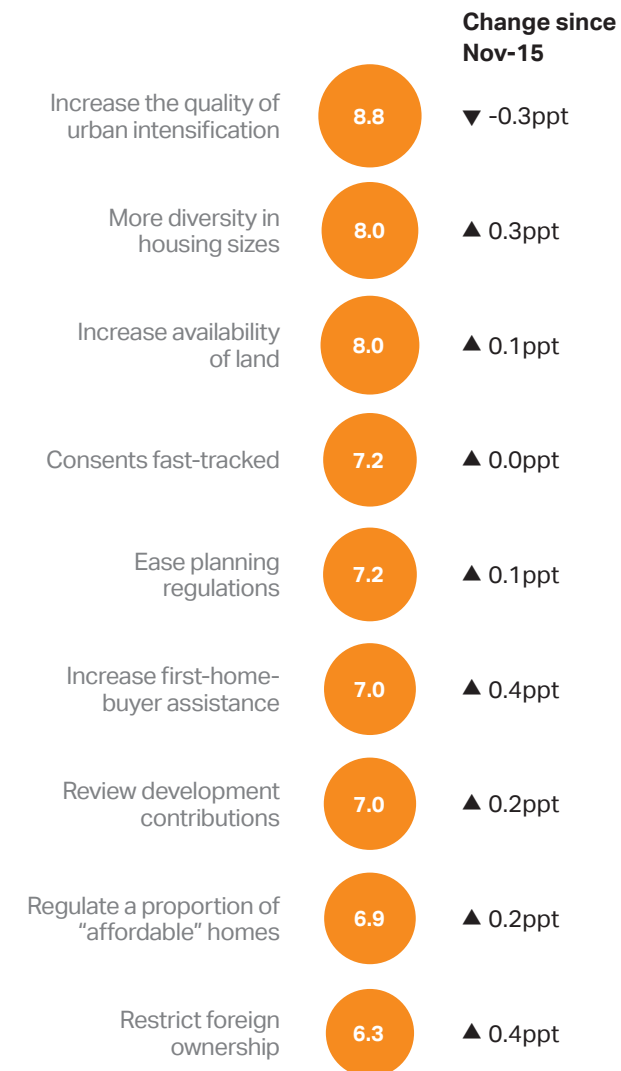 Change since
Nov-15
Increase the quality of
urban intensification
8.8
▼ -0.3ppt
More diversity in
housing sizes
8.0
▲ 0.3ppt
Increase availability
of land
8.0
▲ 0.1ppt
Consents fast-tracked
7.2
▲ 0.0ppt
Ease planning
regulations
7.2
▲ 0.1ppt
Increase first-home-
buyer assistance
7.0
▲ 0.4ppt
Review development
contributions
7.0
▲ 0.2ppt
Regulate a proportion of
“affordable” homes
6.9
▲ 0.2ppt
Restrict foreign
ownership
6.3
▲ 0.4ppt